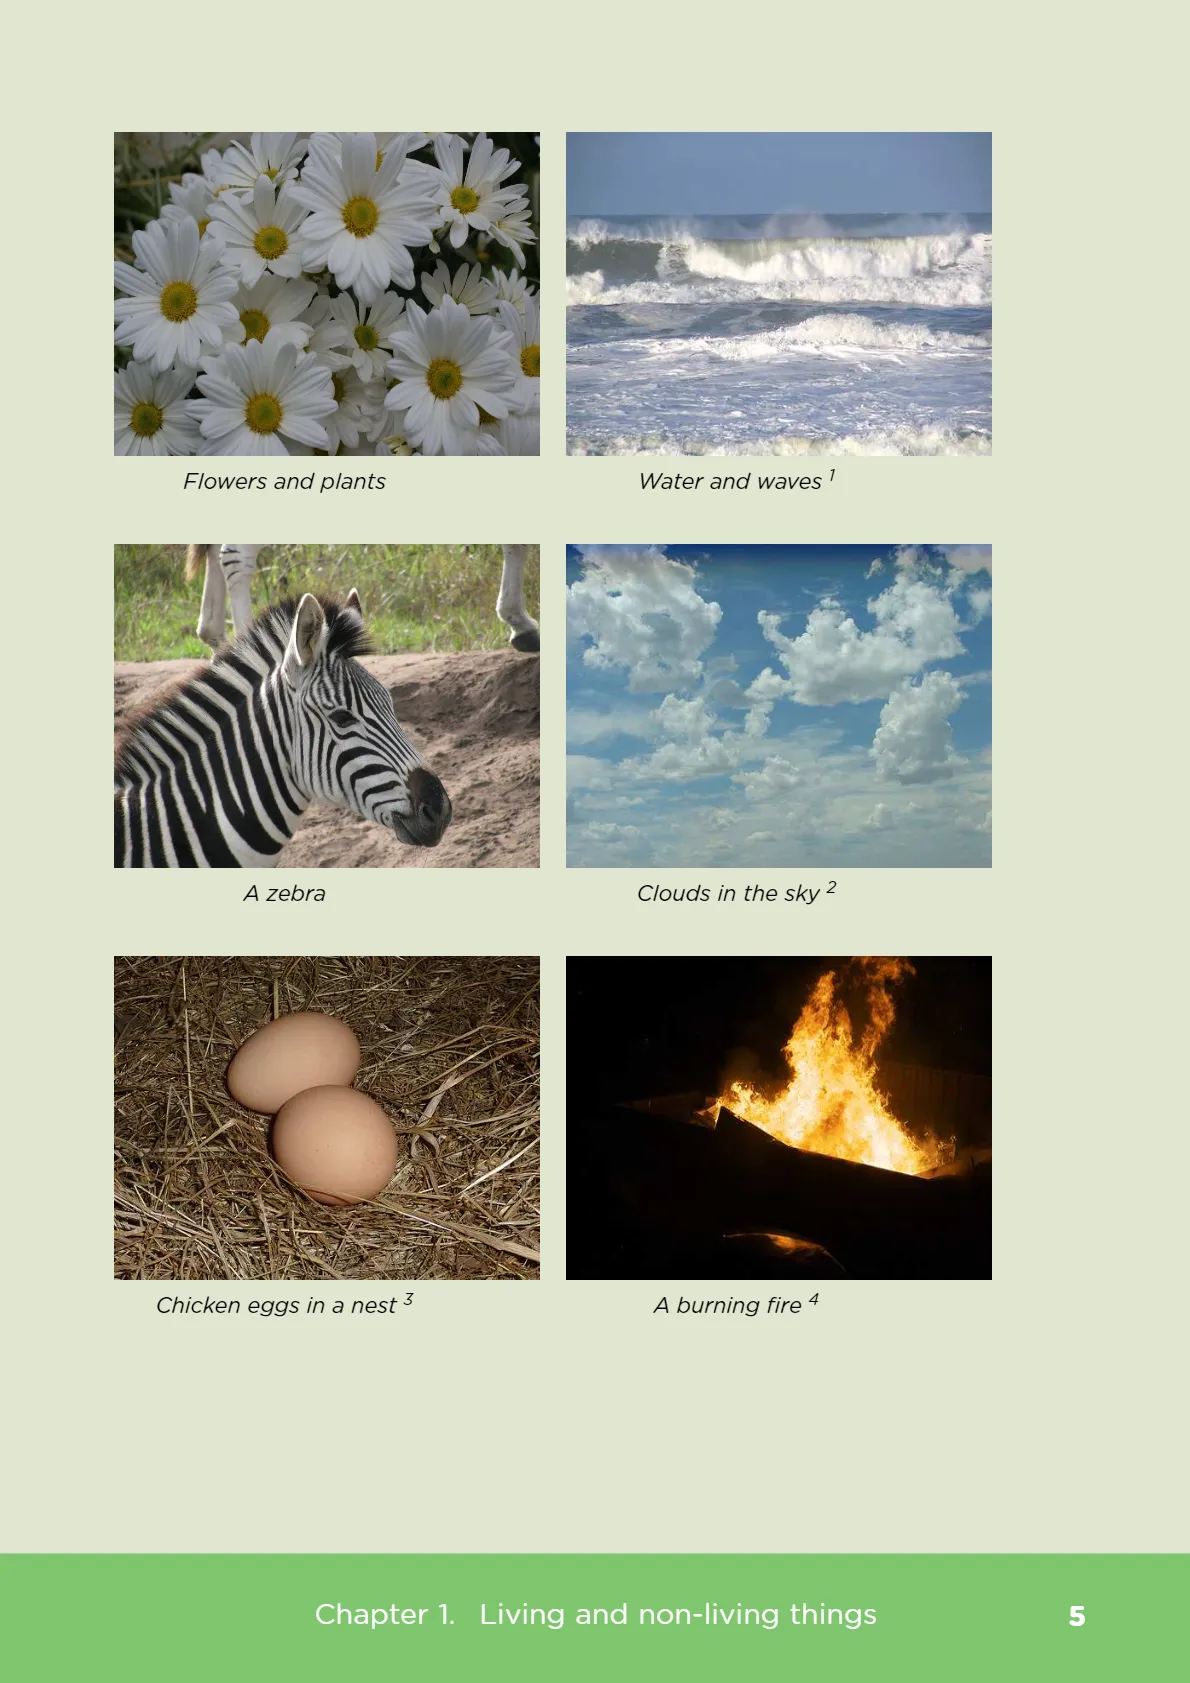 Flowers and plants
Water and waves 1
A zebra
Clouds in the sky 2
Chicken eggs in a nest 3
A burning fire 4
Chapter 1. Living and non-living things 5